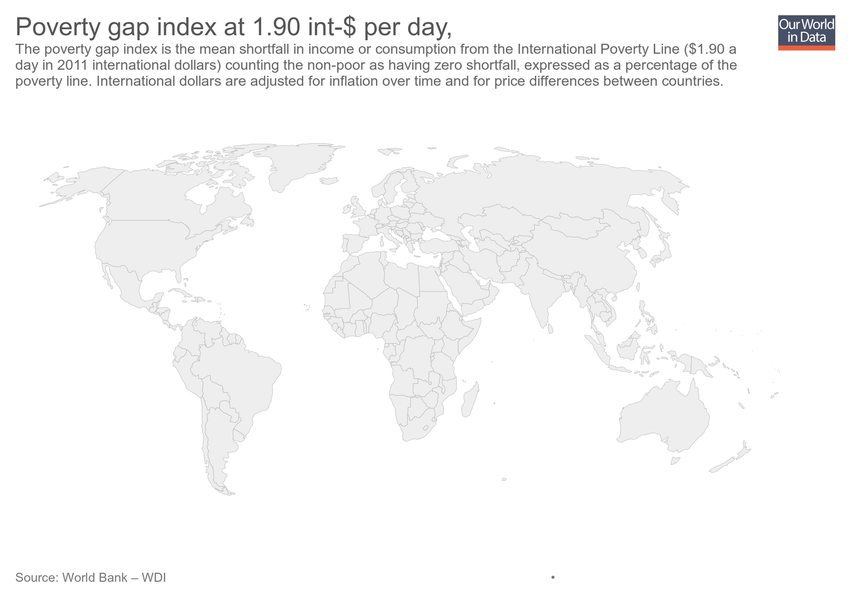 Poverty gap index at 1.90 int-$ per day,
Our World
in Data
The poverty gap index is the mean shortfall in income or consumption from the International Poverty Line ($1.90 a
day in 2011 international dollars) counting the non-poor as having zero shortfall, expressed as a percentage of the
poverty line. International dollars are adjusted for inflation over time and for price differences between countries.
Source: World Bank – WDI
•